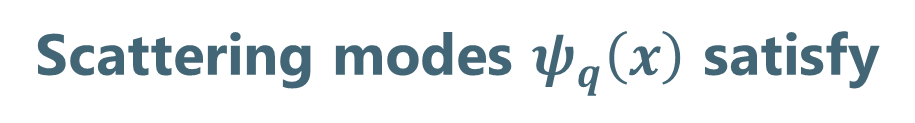 Scattering modes 𝝍_𝒒(𝒙) satisfy